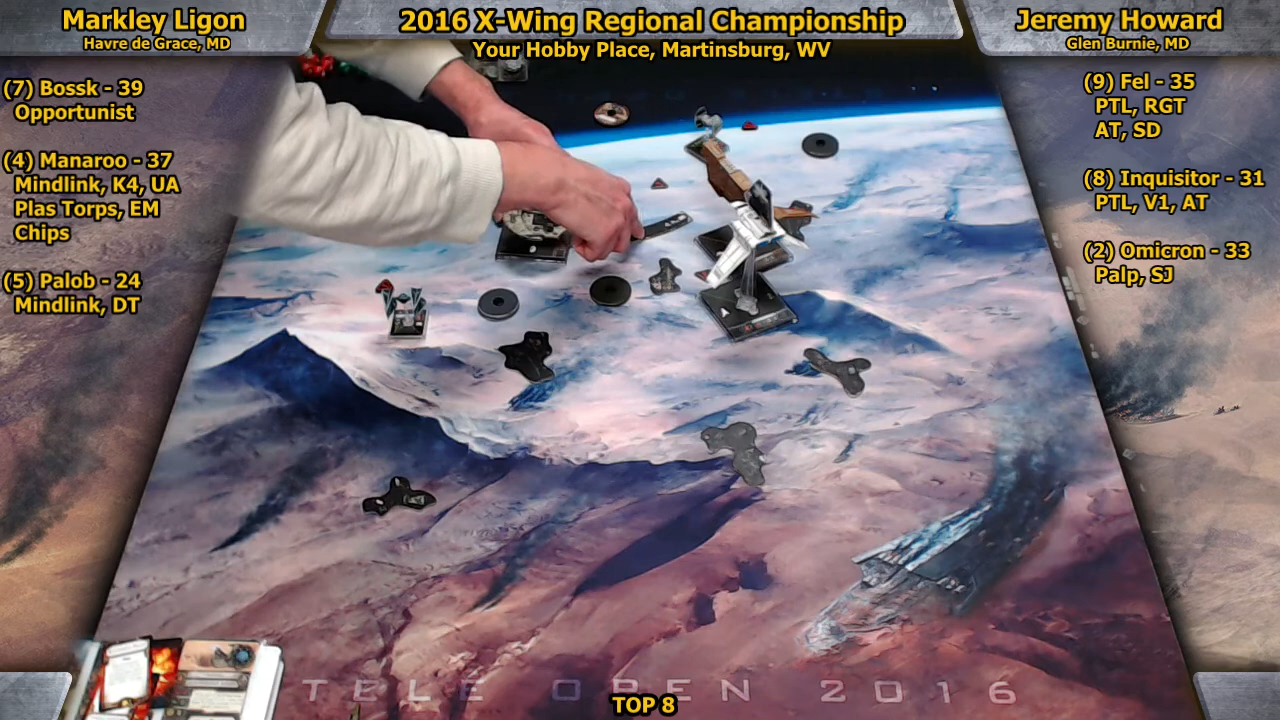 Markley Ligon
Havre de Grace, MD
2016 X-Wing Regional Championship
Your Hobby Place, Martinsburg, WV
Jeremy Howard
Glen Burnie, MD
(7) Bossk - 39
Opportunist
(4) Manaroo - 37
Mindlink, K4, UA
Plas Torps, EM
Chips
(5) Palob - 24
Mindlink, DT
(9) Fel - 35
PTL, RGT
AT, SD
(8) Inquisitor - 31
PTL, V1, AT
(2) Omicron - 33
Palp, SJ
TELE OPEN 2016
TOP 8